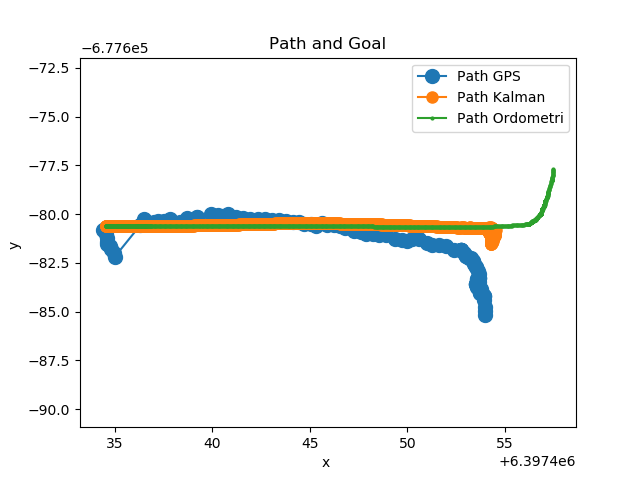 Path and Goal
−6.776e5
−72.5
−75.0
−77.5
−80.0
−82.5
−85.0
−87.5
−90.0
y
Path GPS
Path Kalman
Path Ordometri
35 40 45 50 55
x
+6.3974e6